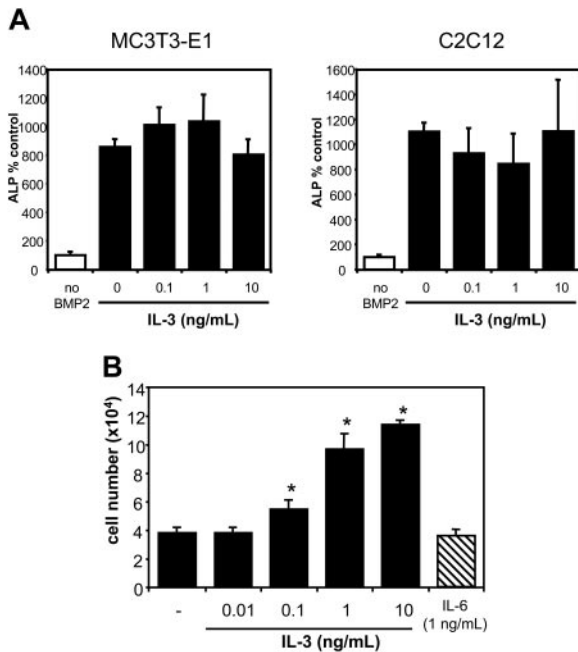 A
MC3T3-E1
C2C12
ALP % control
1400
1200
1000
800
600
400
200
0
no
BMP2
0 0.1 1 10
IL-3 (ng/mL)
ALP % control
1600
1400
1200
1000
800
600
400
200
0
no
BMP2
0 0.1 1 10
IL-3 (ng/mL)
B
cell number (x10⁴)
14
12
10
8
6
4
2
0
* * *
- 0.01 0.1 1 10 IL-6
(1 ng/mL)
IL-3 (ng/mL)